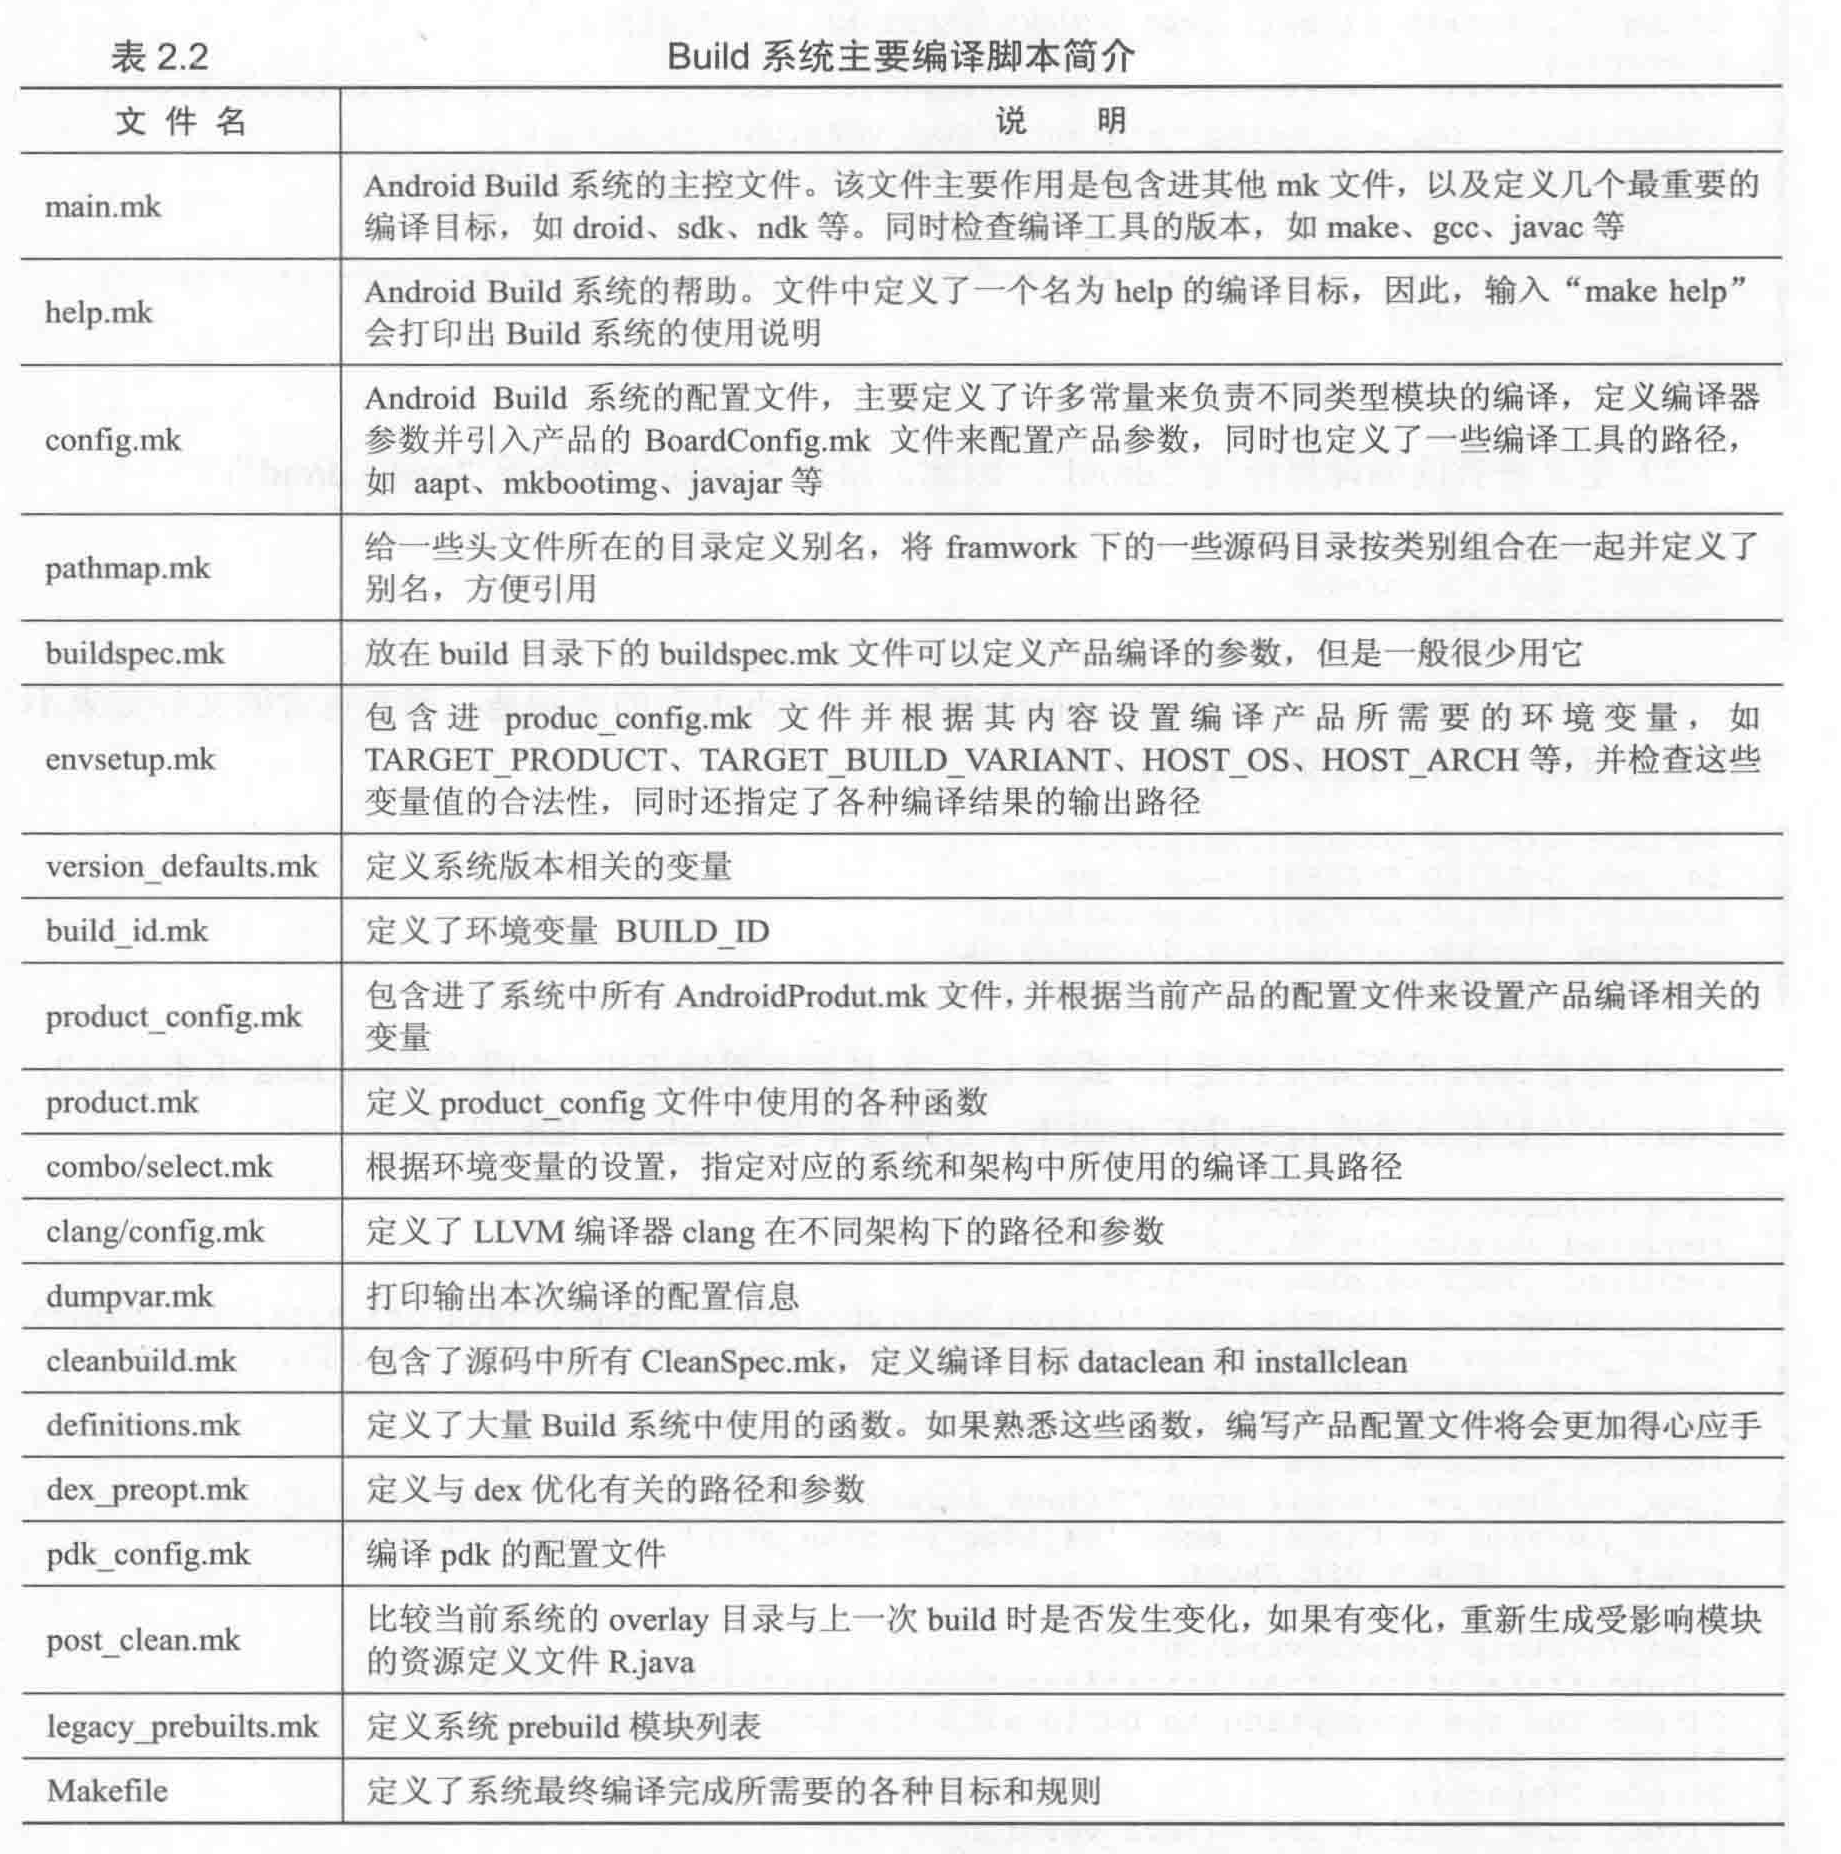 表 2.2 Build 系统主要编译脚本简介
文 件 名 说 明
main.mk
Android Build 系统的主控文件。该文件主要作用是包含进其他 mk 文件，以及定义几个最重要的
编译目标，如 droid、sdk、ndk 等。同时检查编译工具的版本，如 make、gcc、javac 等
help.mk
Android Build 系统的帮助。文件中定义了一个名为 help 的编译目标，因此，输入“make help”
会打印出 Build 系统的使用说明
config.mk
Android Build 系统的配置文件，主要定义了许多常量来负责不同类型模块的编译，定义编译器
参数并引入产品的 BoardConfig.mk 文件来配置产品参数，同时也定义了一些编译工具的路径，
如 aapt、mkbootimg、javajar 等
pathmap.mk
给一些头文件所在的目录定义别名，将 framwork 下的一些源码目录按类别组合在一起并定义了
别名，方便引用
buildspec.mk 放在 build 目录下的 buildspec.mk 文件可以定义产品编译的参数，但是一般很少用它
envsetup.mk
包含进 produc_config.mk 文件并根据其内容设置编译产品所需要的环境变量，如
TARGET_PRODUCT、TARGET_BUILD_VARIANT、HOST_OS、HOST_ARCH 等，并检查这些
变量值的合法性，同时还指定了各种编译结果的输出路径
version_defaults.mk 定义系统版本相关的变量
build_id.mk 定义了环境变量 BUILD_ID
product_config.mk
包含进了系统中所有 AndroidProdut.mk 文件，并根据当前产品的配置文件来设置产品编译相关的
变量
product.mk 定义 product_config 文件中使用的各种函数
combo/select.mk 根据环境变量的设置，指定对应的系统和架构中所使用的编译工具路径
clang/config.mk 定义了 LLVM 编译器 clang 在不同架构下的路径和参数
dumpvar.mk 打印输出本次编译的配置信息
cleanbuild.mk 包含了源码中所有 CleanSpec.mk，定义编译目标 dataclean 和 installclean
definitions.mk 定义了大量 Build 系统中使用的函数。如果熟悉这些函数，编写产品配置文件将会更加得心应手
dex_preopt.mk 定义与 dex 优化有关的路径和参数
pdk_config.mk 编译 pdk 的配置文件
post_clean.mk
比较当前系统的 overlay 目录与上一次 build 时是否发生变化，如果有变化，重新生成受影响模块
的资源定义文件 R.java
legacy_prebuilts.mk 定义系统 prebuild 模块列表
Makefile 定义了系统最终编译完成所需要的各种目标和规则